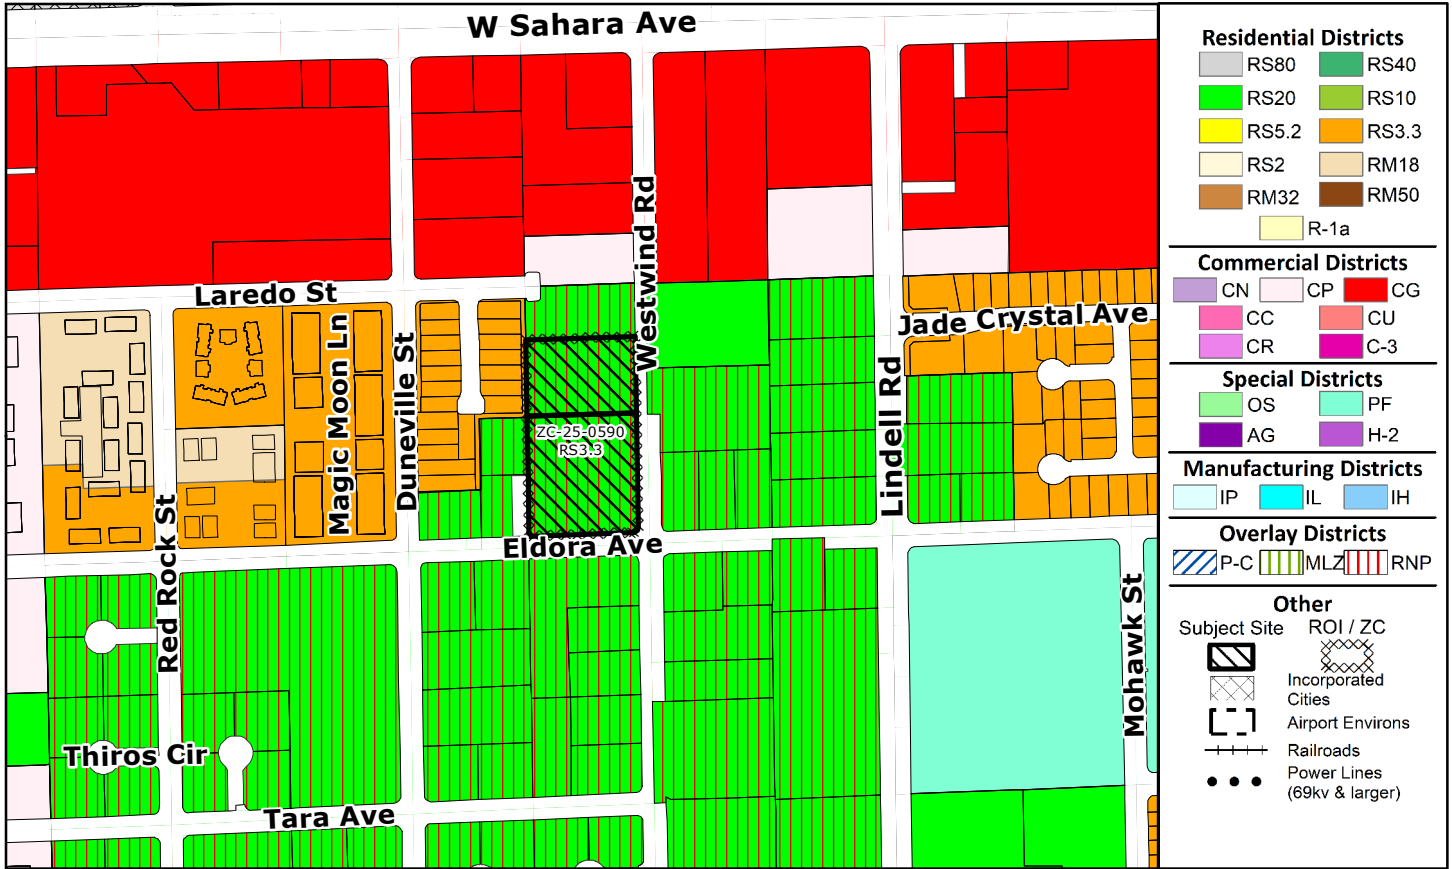 W Sahara Ave
Westwind Rd
Laredo St
Jade Crystal Ave
Magic Moon Ln
Duneville St
Lindell Rd
ZC-25-0590
RS3.3
Red Rock St
Eldora Ave
Mohawk St
Thiros Cir
Tara Ave
Residential Districts
RS80 RS40
RS20 RS10
RS5.2 RS3.3
RS2 RM18
RM32 RM50
R-1a
Commercial Districts
CN CP CG
CC CU
CR C-3
Special Districts
OS PF
AG H-2
Manufacturing Districts
IP IL IH
Overlay Districts
P-C MLZ RNP
Other
Subject Site ROI / ZC
Incorporated
Cities
Airport Environs
Railroads
Power Lines
(69kv & larger)